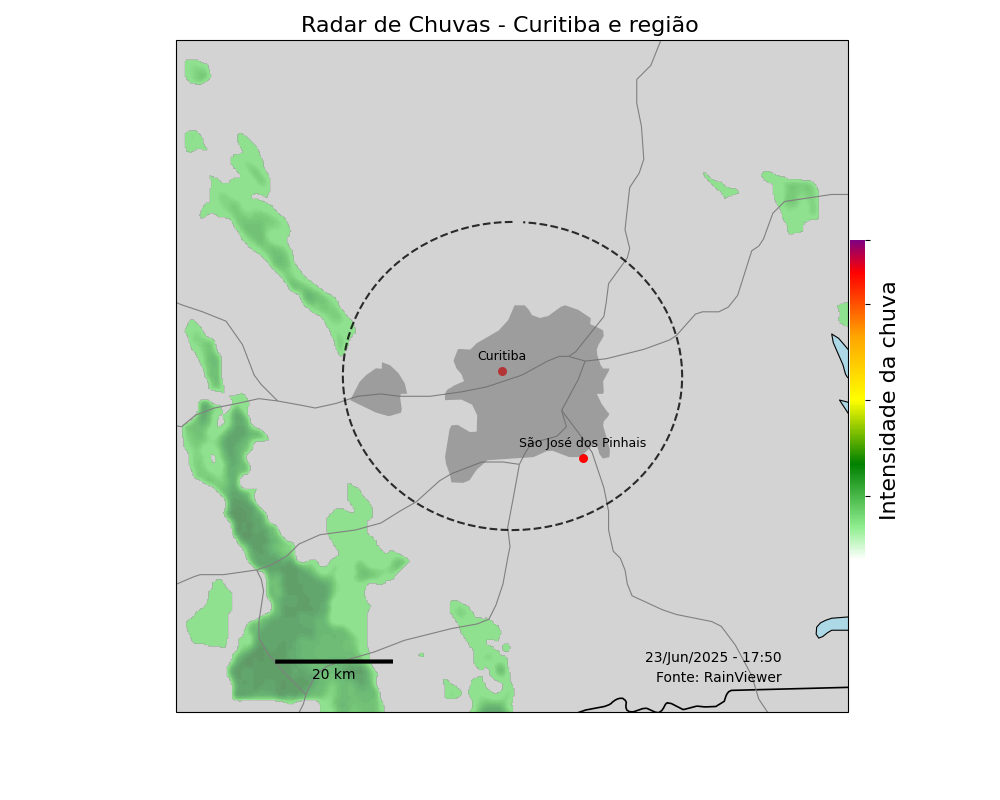 Radar de Chuvas - Curitiba e região
Curitiba
São José dos Pinhais
Intensidade da chuva
23/Jun/2025 - 17:50
Fonte: RainViewer
20 km